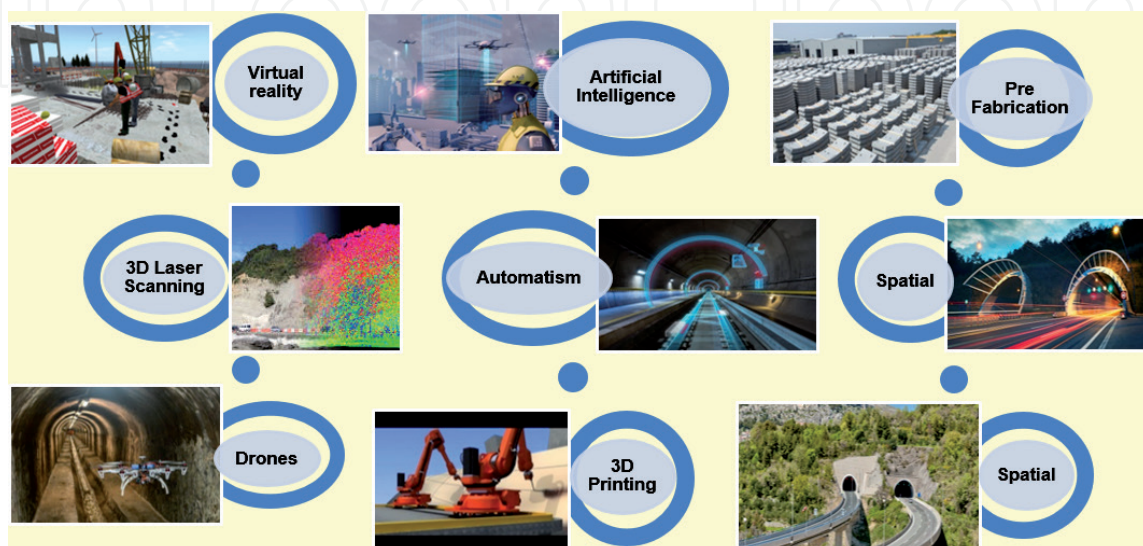 Virtual
reality
Artificial
Intelligence
Pre
Fabrication
3D Laser
Scanning
Automatism
Spatial
Drones
3D
Printing
Spatial